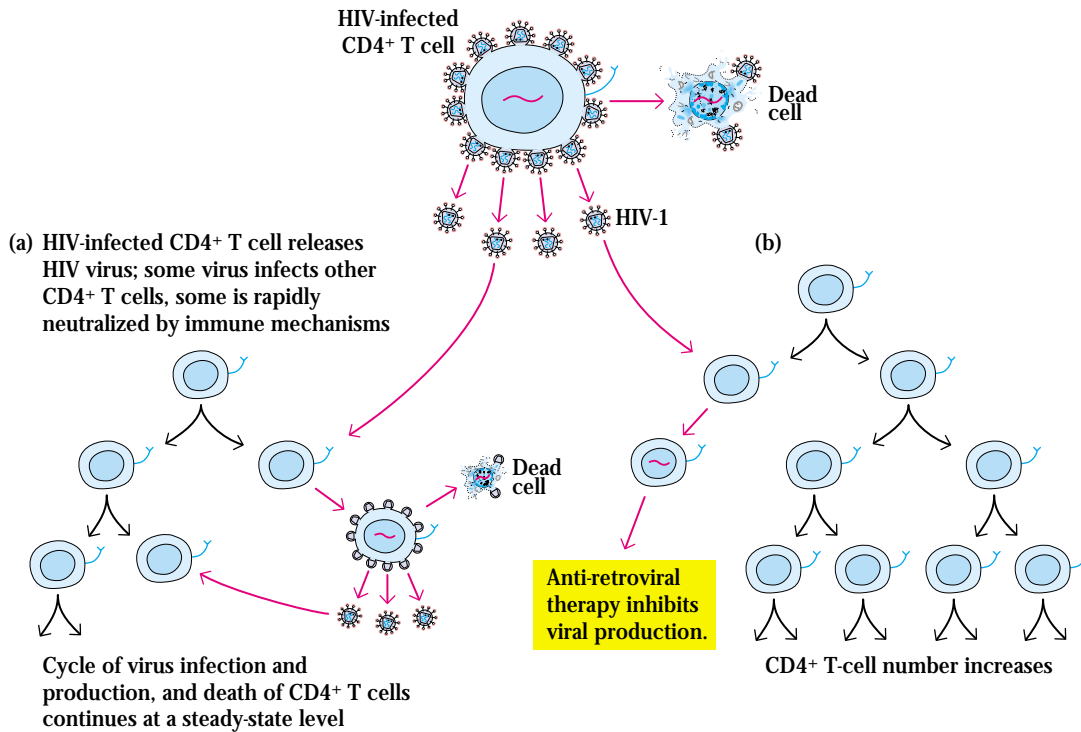 HIV-infected
CD4⁺ T cell
Dead
cell
HIV-1
(a) HIV-infected CD4⁺ T cell releases
HIV virus; some virus infects other
CD4⁺ T cells, some is rapidly
neutralized by immune mechanisms
(b)
Dead
cell
Anti-retroviral
therapy inhibits
viral production.
Cycle of virus infection and
production, and death of CD4⁺ T cells
continues at a steady-state level
CD4⁺ T-cell number increases